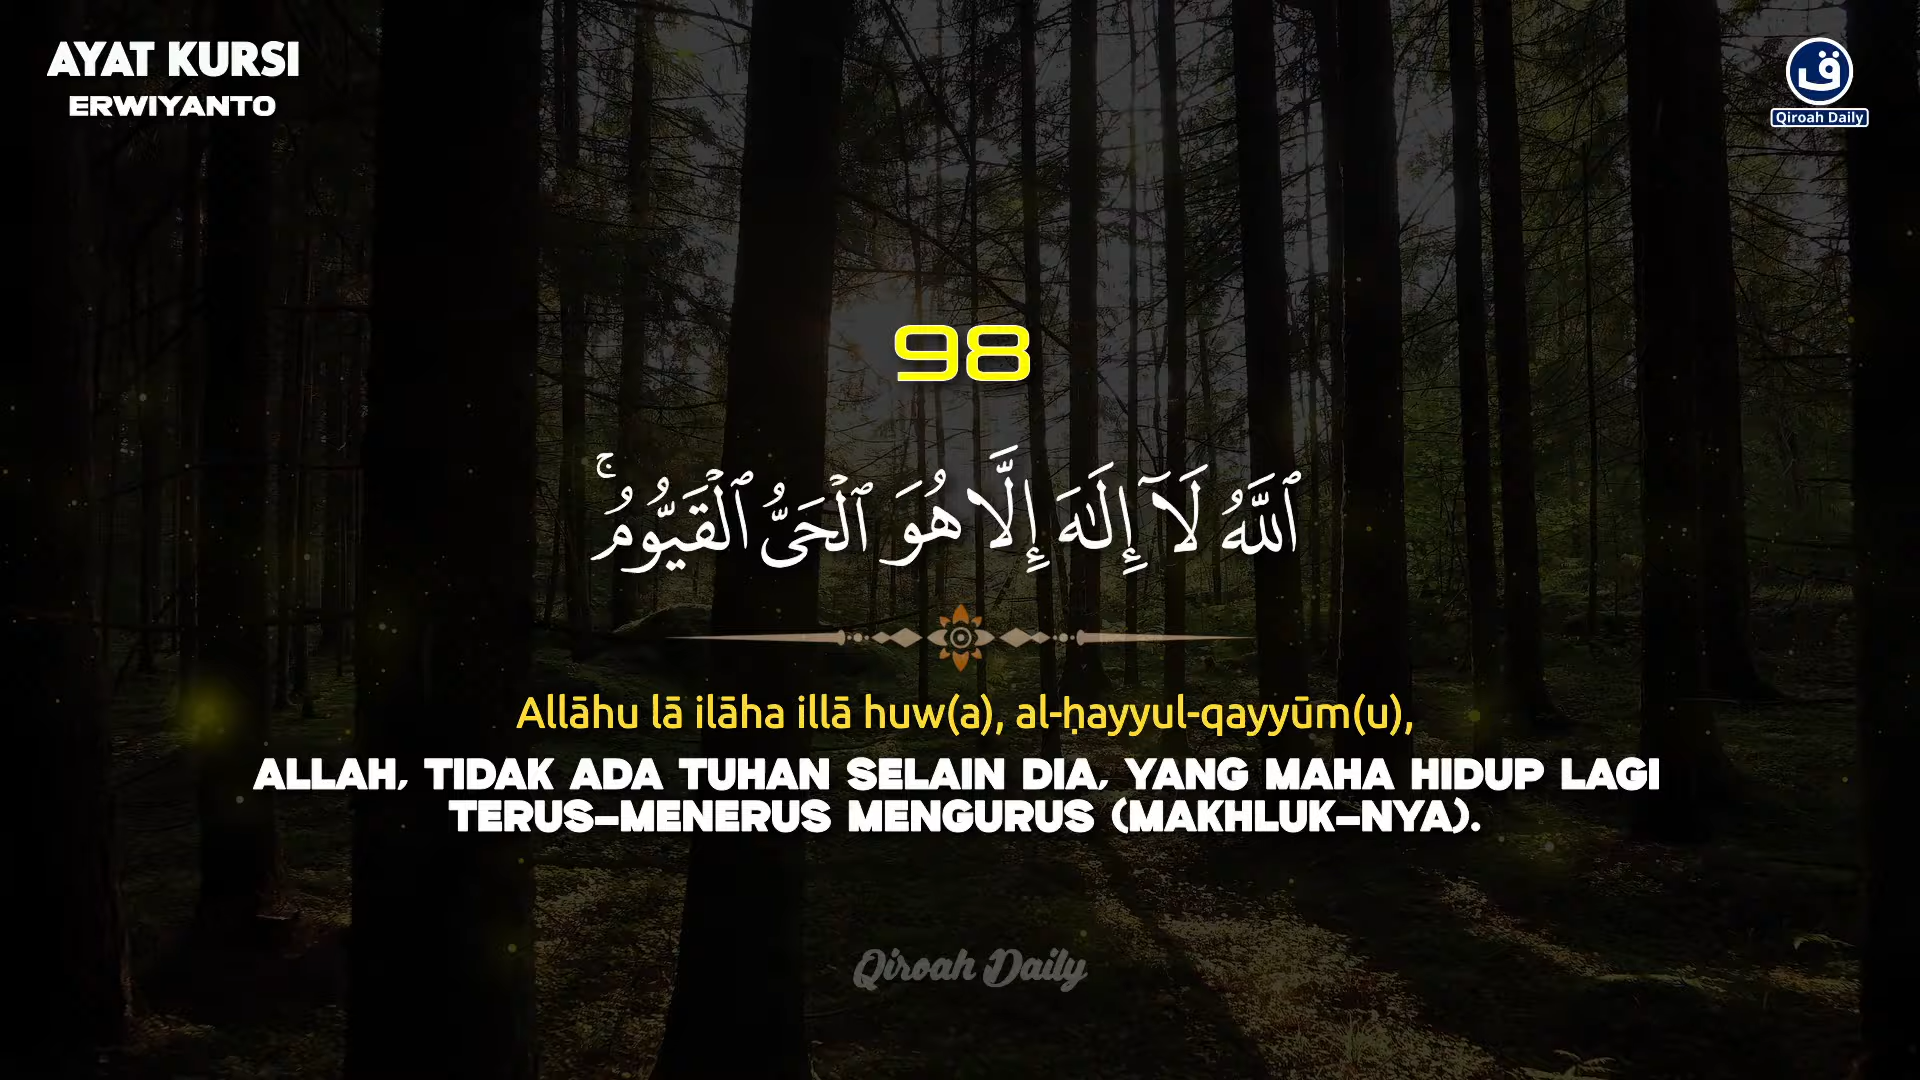 AYAT KURSI
ERWIYANTO
ق
Qiroah Daily
98
ٱللَّهُ لَآ إِلَٰهَ إِلَّا هُوَ ٱلْحَىُّ ٱلْقَيُّومُ ۚ
Allāhu lā ilāha illā huw(a), al-ḥayyul-qayyūm(u),
ALLAH, TIDAK ADA TUHAN SELAIN DIA, YANG MAHA HIDUP LAGI
TERUS-MENERUS MENGURUS (MAKHLUK-NYA).
Qiroah Daily